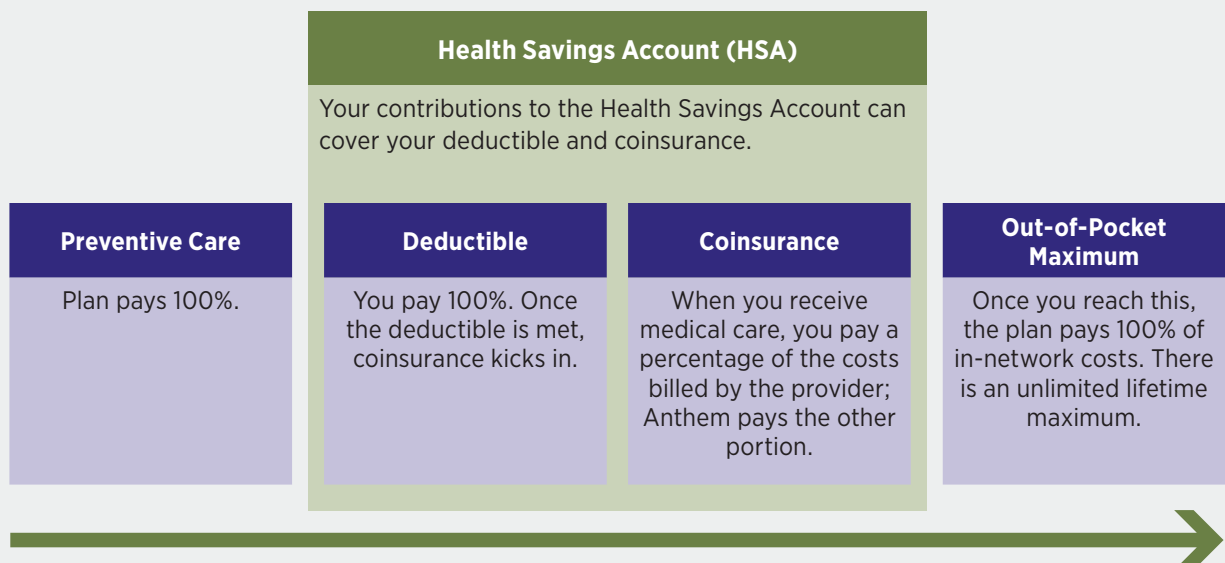 Health Savings Account (HSA)
Your contributions to the Health Savings Account can
cover your deductible and coinsurance.
Preventive Care
Plan pays 100%.
Deductible
You pay 100%. Once
the deductible is met,
coinsurance kicks in.
Coinsurance
When you receive
medical care, you pay a
percentage of the costs
billed by the provider;
Anthem pays the other
portion.
Out-of-Pocket
Maximum
Once you reach this,
the plan pays 100% of
in-network costs. There
is an unlimited lifetime
maximum.